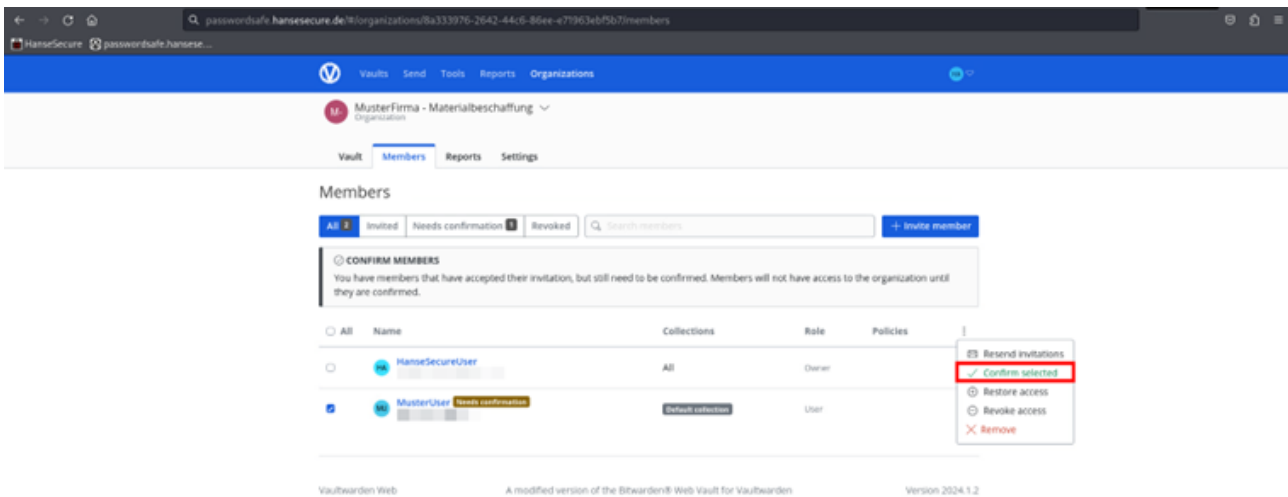 passwordsafe.hansesecure.de/#/organizations/8a333976-2642-44c6-86ee-e71963ebf5b7/members
HanseSecure passwordsafe.hansese...
Vaults Send Tools Reports Organizations
M- MusterFirma - Materialbeschaffung
Organization
Vault Members Reports Settings
Members
All 2 Invited Needs confirmation 1 Revoked Search members + Invite member
CONFIRM MEMBERS
You have members that have accepted their invitation, but still need to be confirmed. Members will not have access to the organization until
they are confirmed.
All Name Collections Role Policies
Resend invitations
Confirm selected
Restore access
Revoke access
Remove
HA HanseSecureUser All Owner
MU MusterUser Needs confirmation Default collection User
Vaultwarden Web A modified version of the Bitwarden® Web Vault for Vaultwarden Version 2024.1.2